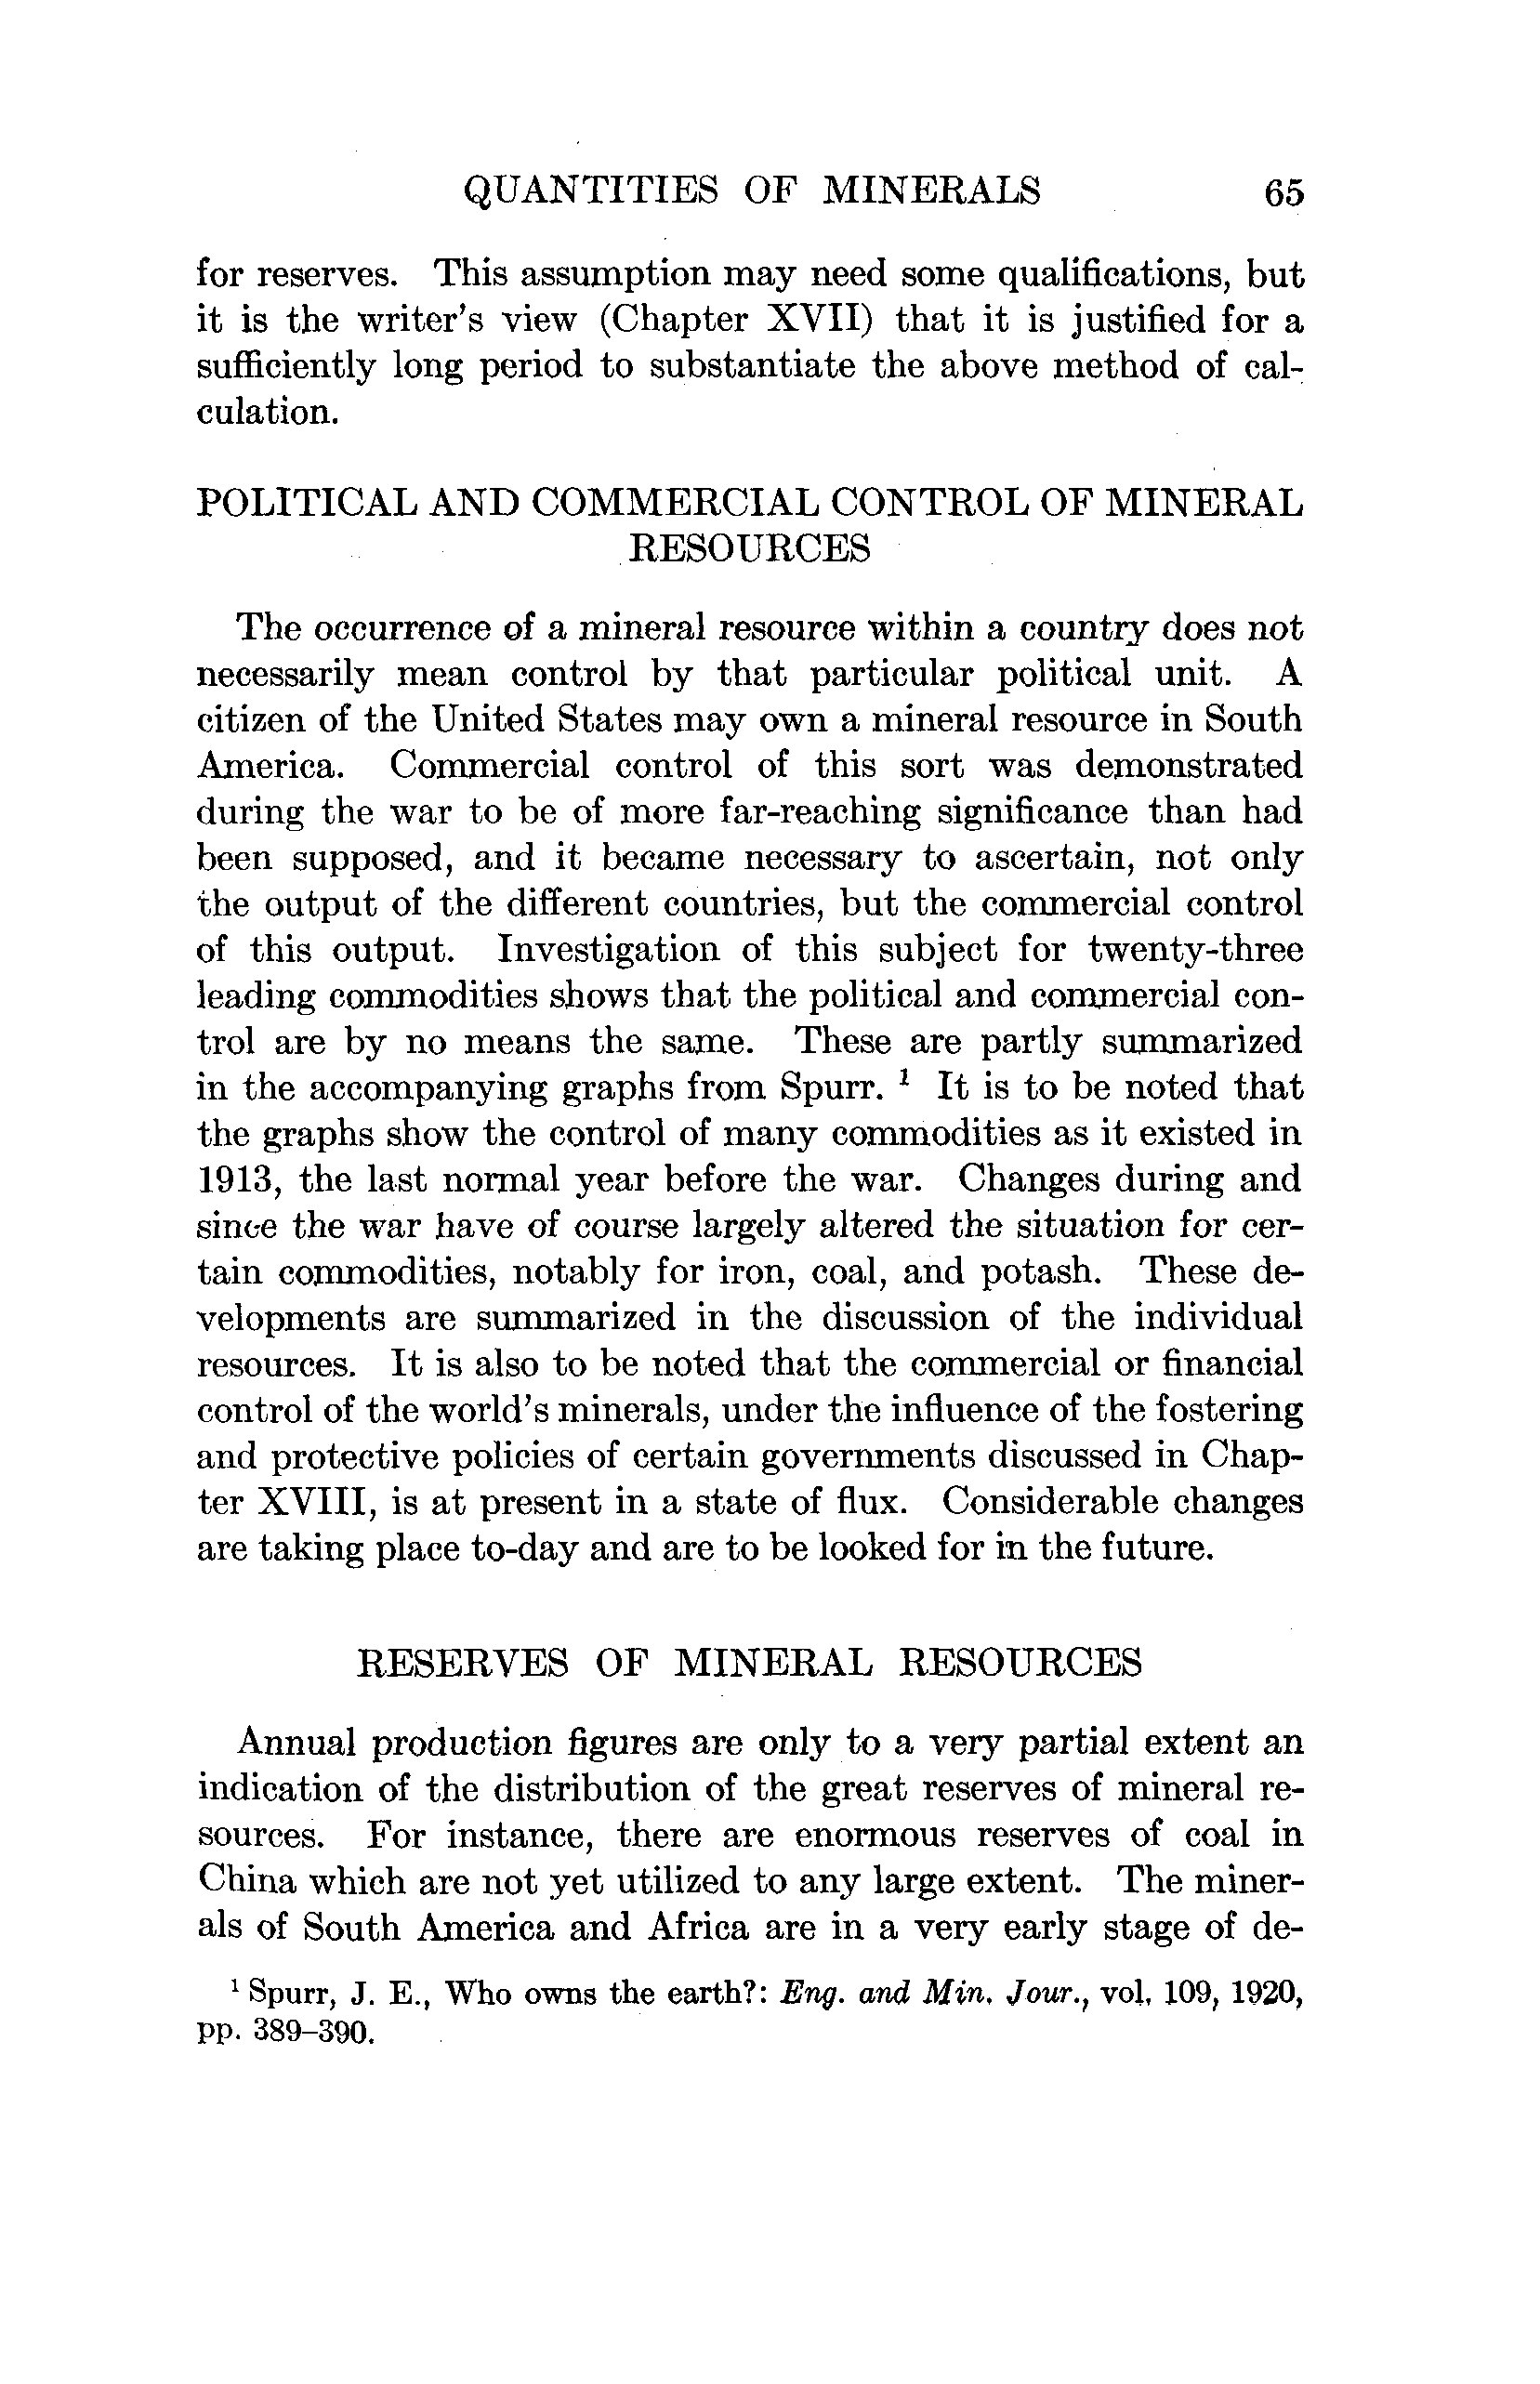 QUANTITIES OF MINERALS 65
for reserves. This assumption may need some qualifications, but
it is the writer's view (Chapter XVII) that it is justified for a
sufficiently long period to substantiate the above method of cal-
culation.
POLITICAL AND COMMERCIAL CONTROL OF MINERAL
RESOURCES
The occurrence of a mineral resource within a country does not
necessarily mean control by that particular political unit. A
citizen of the United States may own a mineral resource in South
America. Commercial control of this sort was demonstrated
during the war to be of more far-reaching significance than had
been supposed, and it became necessary to ascertain, not only
the output of the different countries, but the commercial control
of this output. Investigation of this subject for twenty-three
leading commodities shows that the political and commercial con-
trol are by no means the same. These are partly summarized
in the accompanying graphs from Spurr. ¹ It is to be noted that
the graphs show the control of many commodities as it existed in
1913, the last normal year before the war. Changes during and
since the war have of course largely altered the situation for cer-
tain commodities, notably for iron, coal, and potash. These de-
velopments are summarized in the discussion of the individual
resources. It is also to be noted that the commercial or financial
control of the world's minerals, under the influence of the fostering
and protective policies of certain governments discussed in Chap-
ter XVIII, is at present in a state of flux. Considerable changes
are taking place to-day and are to be looked for in the future.
RESERVES OF MINERAL RESOURCES
Annual production figures are only to a very partial extent an
indication of the distribution of the great reserves of mineral re-
sources. For instance, there are enormous reserves of coal in
China which are not yet utilized to any large extent. The miner-
als of South America and Africa are in a very early stage of de-
¹ Spurr, J. E., Who owns the earth?: Eng. and Min. Jour., vol. 109, 1920,
pp. 389–390.